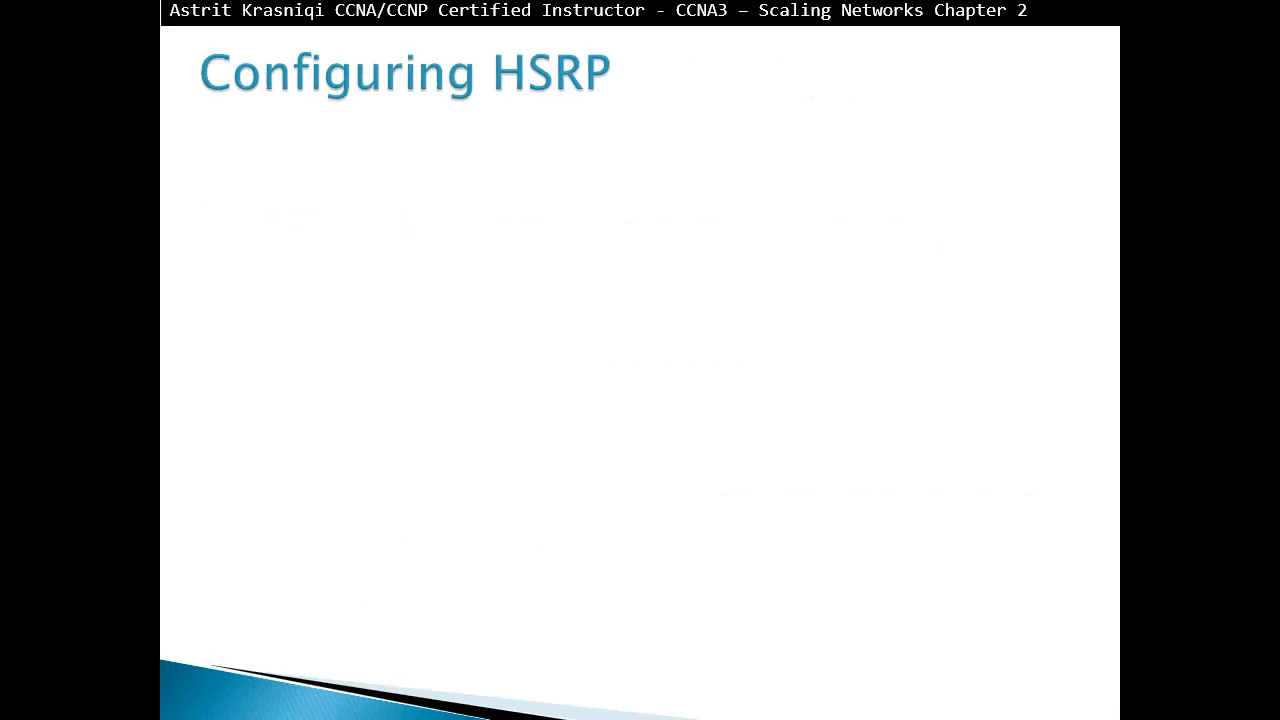 Astrit Krasniqi CCNA/CCNP Certified Instructor - CCNA3 – Scaling Networks Chapter 2
Configuring HSRP